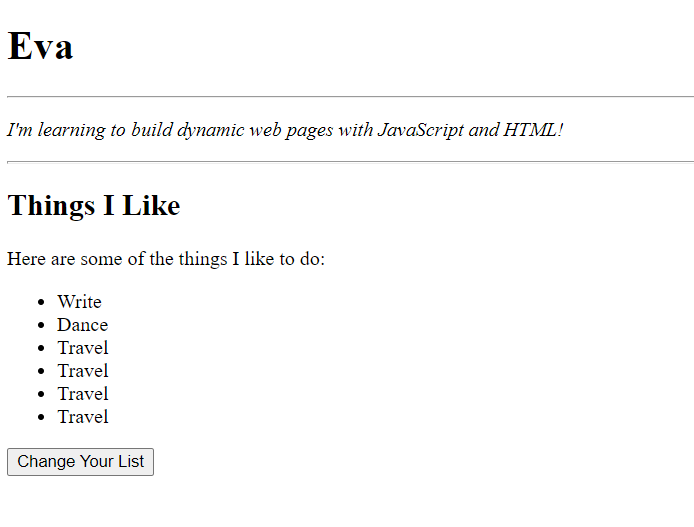 Eva
I'm learning to build dynamic web pages with JavaScript and HTML!
Things I Like
Here are some of the things I like to do:
Write
Dance
Travel
Travel
Travel
Travel
Change Your List